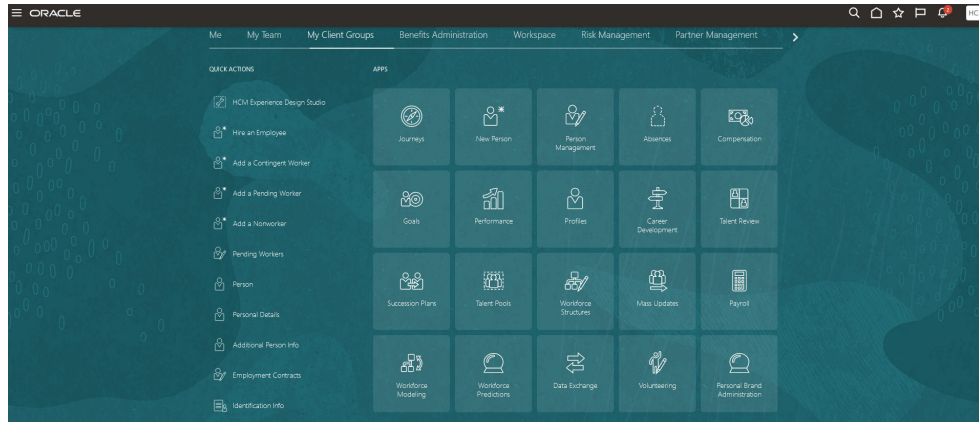 ORACLE
2
HC
Me My Team My Client Groups Benefits Administration Workspace Risk Management Partner Management
QUICK ACTIONS
HCM Experience Design Studio
Hire an Employee
Add a Contingent Worker
Add a Pending Worker
Add a Nonworker
Pending Workers
Person
Personal Details
Additional Person Info
Employment Contracts
Identification Info
APPS
Journeys
New Person
Person
Management
Absences
Compensation
Goals
Performance
Profiles
Career
Development
Talent Review
Succession Plans
Talent Pools
Workforce
Structures
Mass Updates
Payroll
Workforce
Modeling
Workforce
Predictions
Data Exchange
Volunteering
Personal Brand
Administration